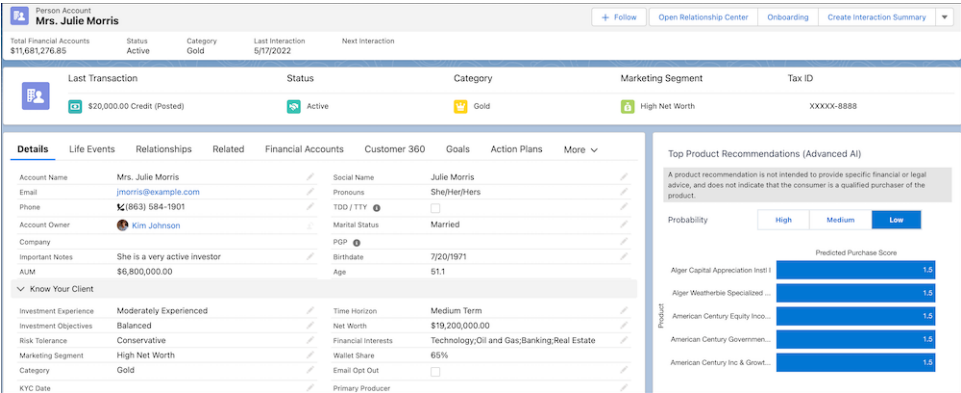 Person Account
Mrs. Julie Morris
+ Follow Open Relationship Center Onboarding Create Interaction Summary
Total Financial Accounts Status Category Last Interaction Next Interaction
$11,681,276.85 Active Gold 5/17/2022
Last Transaction Status Category Marketing Segment Tax ID
$20,000.00 Credit (Posted) Active Gold High Net Worth XXXXX-8888
Details Life Events Relationships Related Financial Accounts Customer 360 Goals Action Plans More
Account Name Mrs. Julie Morris Social Name Julie Morris
Email jmorris@example.com Pronouns She/Her/Hers
Phone (863) 584-1901 TDD / TTY
Account Owner Kim Johnson Marital Status Married
Company PGP
Important Notes She is a very active investor Birthdate 7/20/1971
AUM $6,800,000.00 Age 51.1
Know Your Client
Investment Experience Moderately Experienced Time Horizon Medium Term
Investment Objectives Balanced Net Worth $19,200,000.00
Risk Tolerance Conservative Financial Interests Technology;Oil and Gas;Banking;Real Estate
Marketing Segment High Net Worth Wallet Share 65%
Category Gold Email Opt Out
KYC Date Primary Producer
Top Product Recommendations (Advanced AI)
A product recommendation is not intended to provide specific financial or legal
advice, and does not indicate that the consumer is a qualified purchaser of the
product.
Probability High Medium Low
Predicted Purchase Score
Product
Alger Capital Appreciation Instl I 1.5
Alger Weatherbie Specialized ... 1.5
American Century Equity Inco... 1.5
American Century Governmen... 1.5
American Century Inc & Growt... 1.5